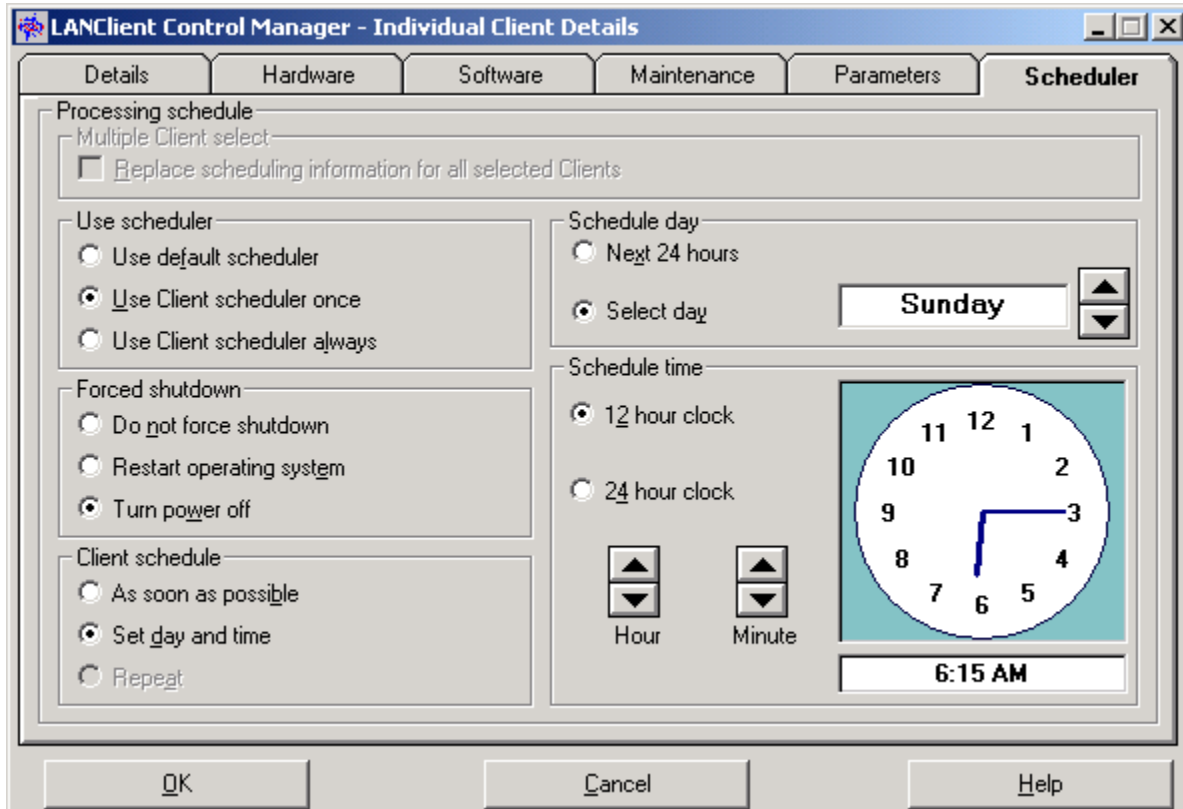 LANClient Control Manager - Individual Client Details
Details Hardware Software Maintenance Parameters Scheduler
Processing schedule
Multiple Client select
Replace scheduling information for all selected Clients
Use scheduler
Use default scheduler
Use Client scheduler once
Use Client scheduler always
Schedule day
Next 24 hours
Select day
Sunday
Forced shutdown
Do not force shutdown
Restart operating system
Turn power off
Client schedule
As soon as possible
Set day and time
Repeat
Schedule time
12 hour clock
24 hour clock
Hour Minute
12
1
2
3
4
5
6
7
8
9
10
11
6:15 AM
OK Cancel Help